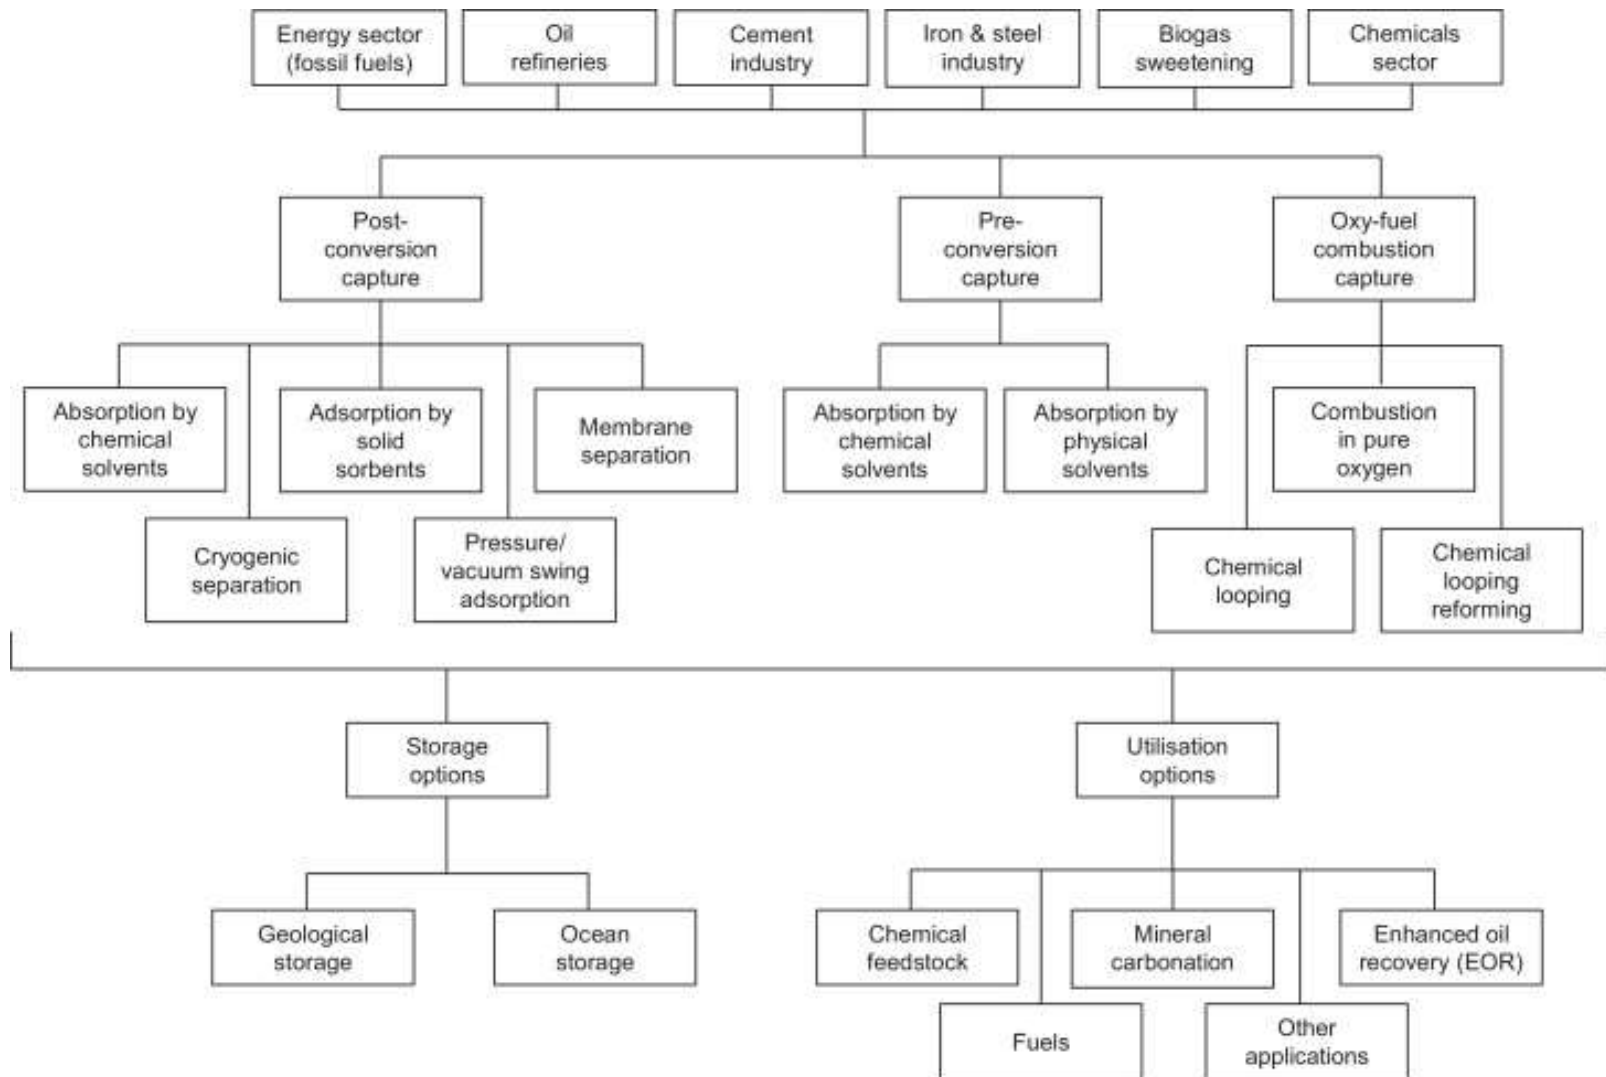 Energy sector
(fossil fuels)
Oil
refineries
Cement
industry
Iron & steel
industry
Biogas
sweetening
Chemicals
sector
Post-
conversion
capture
Pre-
conversion
capture
Oxy-fuel
combustion
capture
Absorption by
chemical
solvents
Adsorption by
solid
sorbents
Membrane
separation
Absorption by
chemical
solvents
Absorption by
physical
solvents
Combustion
in pure
oxygen
Cryogenic
separation
Pressure/
vacuum swing
adsorption
Chemical
looping
Chemical
looping
reforming
Storage
options
Utilisation
options
Geological
storage
Ocean
storage
Chemical
feedstock
Mineral
carbonation
Enhanced oil
recovery (EOR)
Fuels
Other
applications